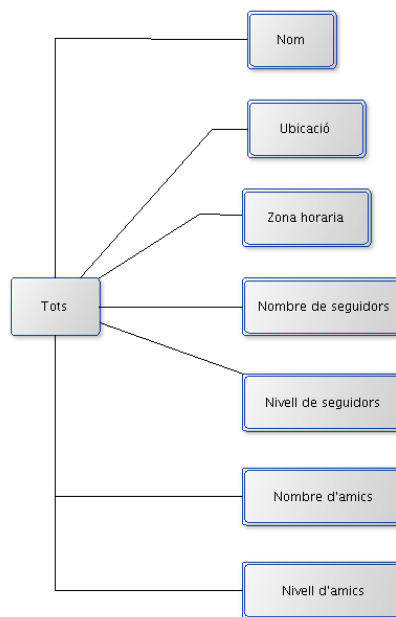 Nom
Ubicació
Zona horaria
Tots
Nombre de seguidors
Nivell de seguidors
Nombre d'amics
Nivell d'amics